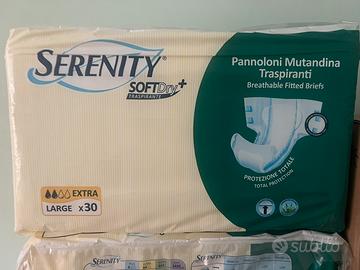 SERENITY®
SOFTDry+
TRASPIRANTE
Pannoloni Mutandina
Traspiranti
Breathable Fitted Briefs
PROTEZIONE TOTALE
TOTAL PROTECTION
EXTRA
LARGE x30
SERENITY
SERENITY
subito